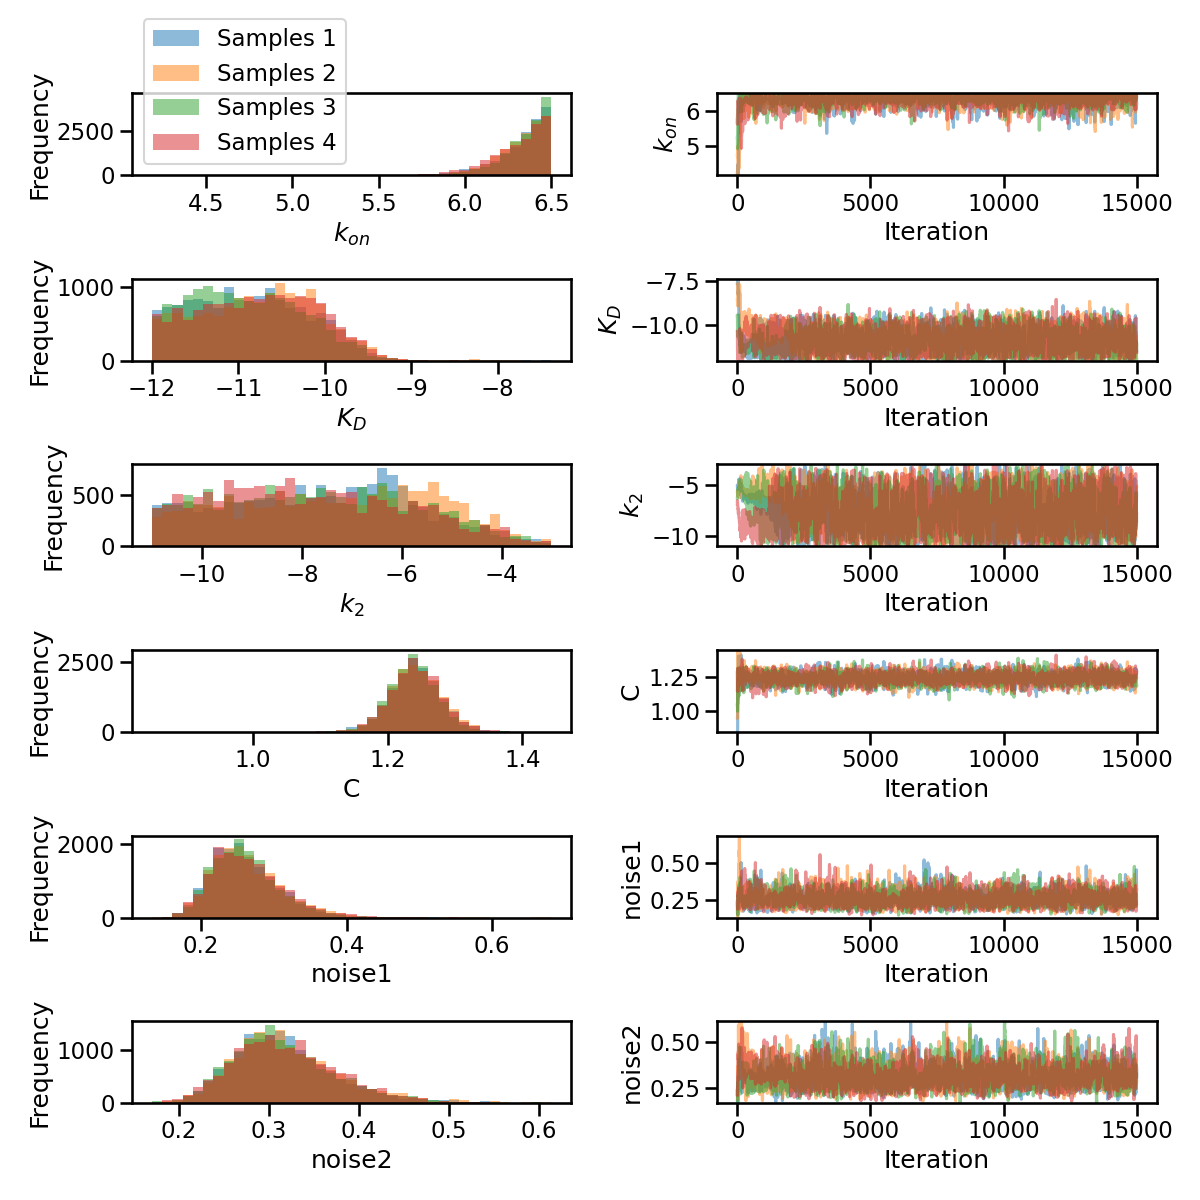 Samples 1
Samples 2
Samples 3
Samples 4
Frequency
2500
0
4.5 5.0 5.5 6.0 6.5
k_on
k_on
6
5
0 5000 10000 15000
Iteration
Frequency
1000
0
−12 −11 −10 −9 −8
K_D
K_D
−7.5
−10.0
0 5000 10000 15000
Iteration
Frequency
500
0
−10 −8 −6 −4
k_2
k_2
−5
−10
0 5000 10000 15000
Iteration
Frequency
2500
0
1.0 1.2 1.4
C
C
1.25
1.00
0 5000 10000 15000
Iteration
Frequency
2000
0
0.2 0.4 0.6
noise1
noise1
0.50
0.25
0 5000 10000 15000
Iteration
Frequency
1000
0
0.2 0.3 0.4 0.5 0.6
noise2
noise2
0.50
0.25
0 5000 10000 15000
Iteration